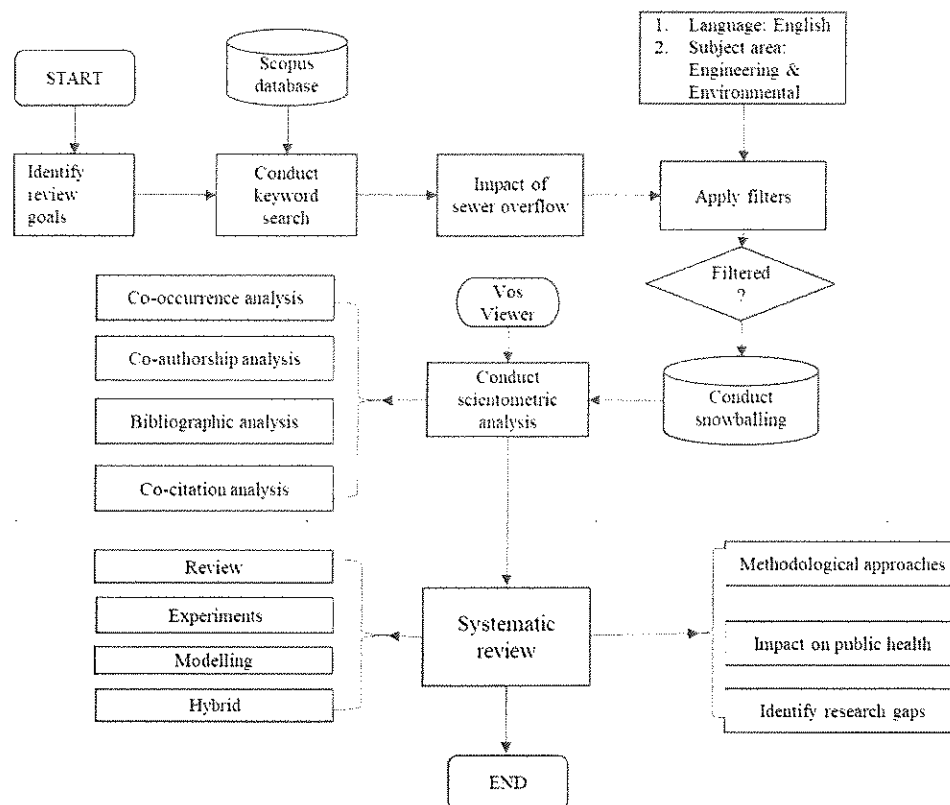 START
Scopus
database
1. Language: English
2. Subject area:
Engineering &
Environmental
Identify
review
goals
Conduct
keyword
search
Impact of
sewer overflow
Apply filters
Filtered
?
Co-occurrence analysis
Vos
Viewer
Co-authorship analysis
Conduct
scientometric
analysis
Conduct
snowballing
Bibliographic analysis
Co-citation analysis
Review
Experiments
Modelling
Hybrid
Systematic
review
Methodological approaches
Impact on public health
Identify research gaps
END